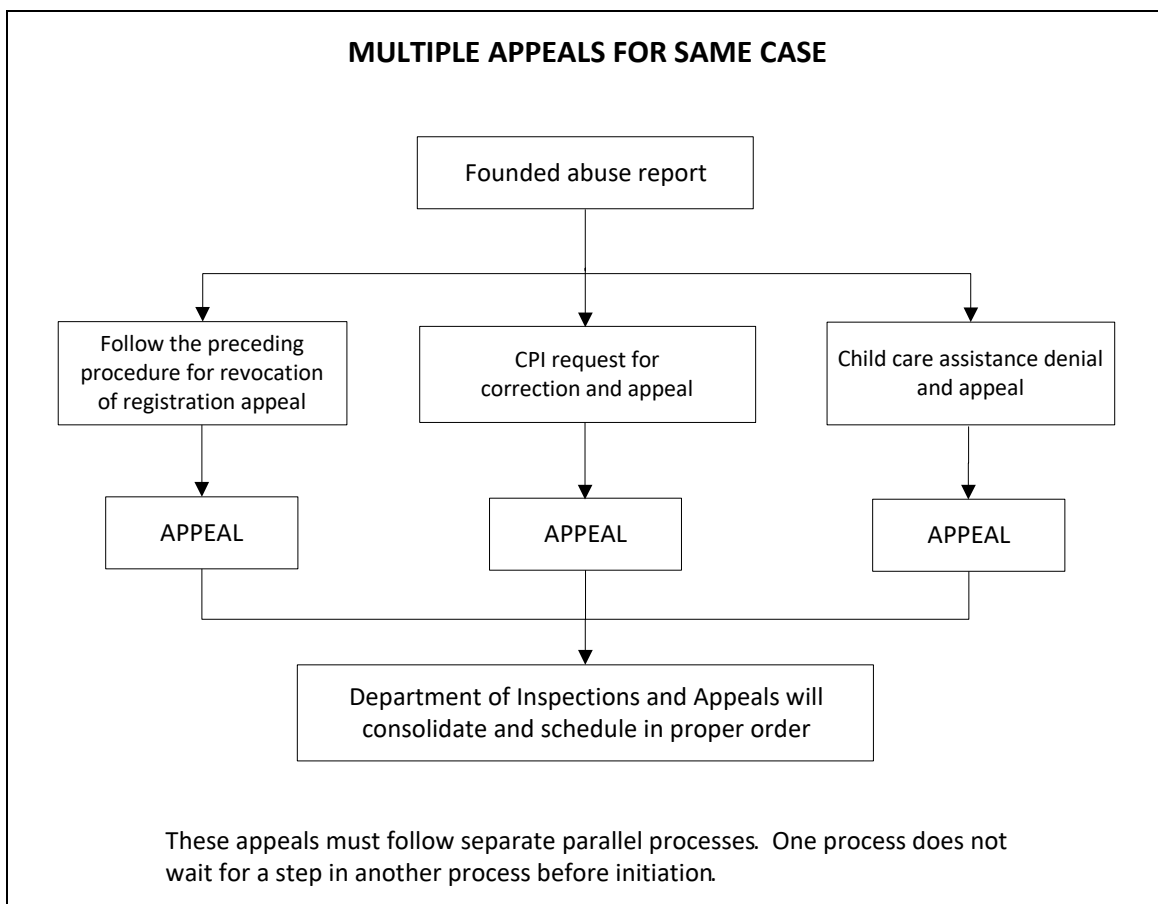 MULTIPLE APPEALS FOR SAME CASE
Founded abuse report
Follow the preceding
procedure for revocation
of registration appeal
CPI request for
correction and appeal
Child care assistance denial
and appeal
APPEAL
APPEAL
APPEAL
Department of Inspections and Appeals will
consolidate and schedule in proper order
These appeals must follow separate parallel processes. One process does not
wait for a step in another process before initiation.